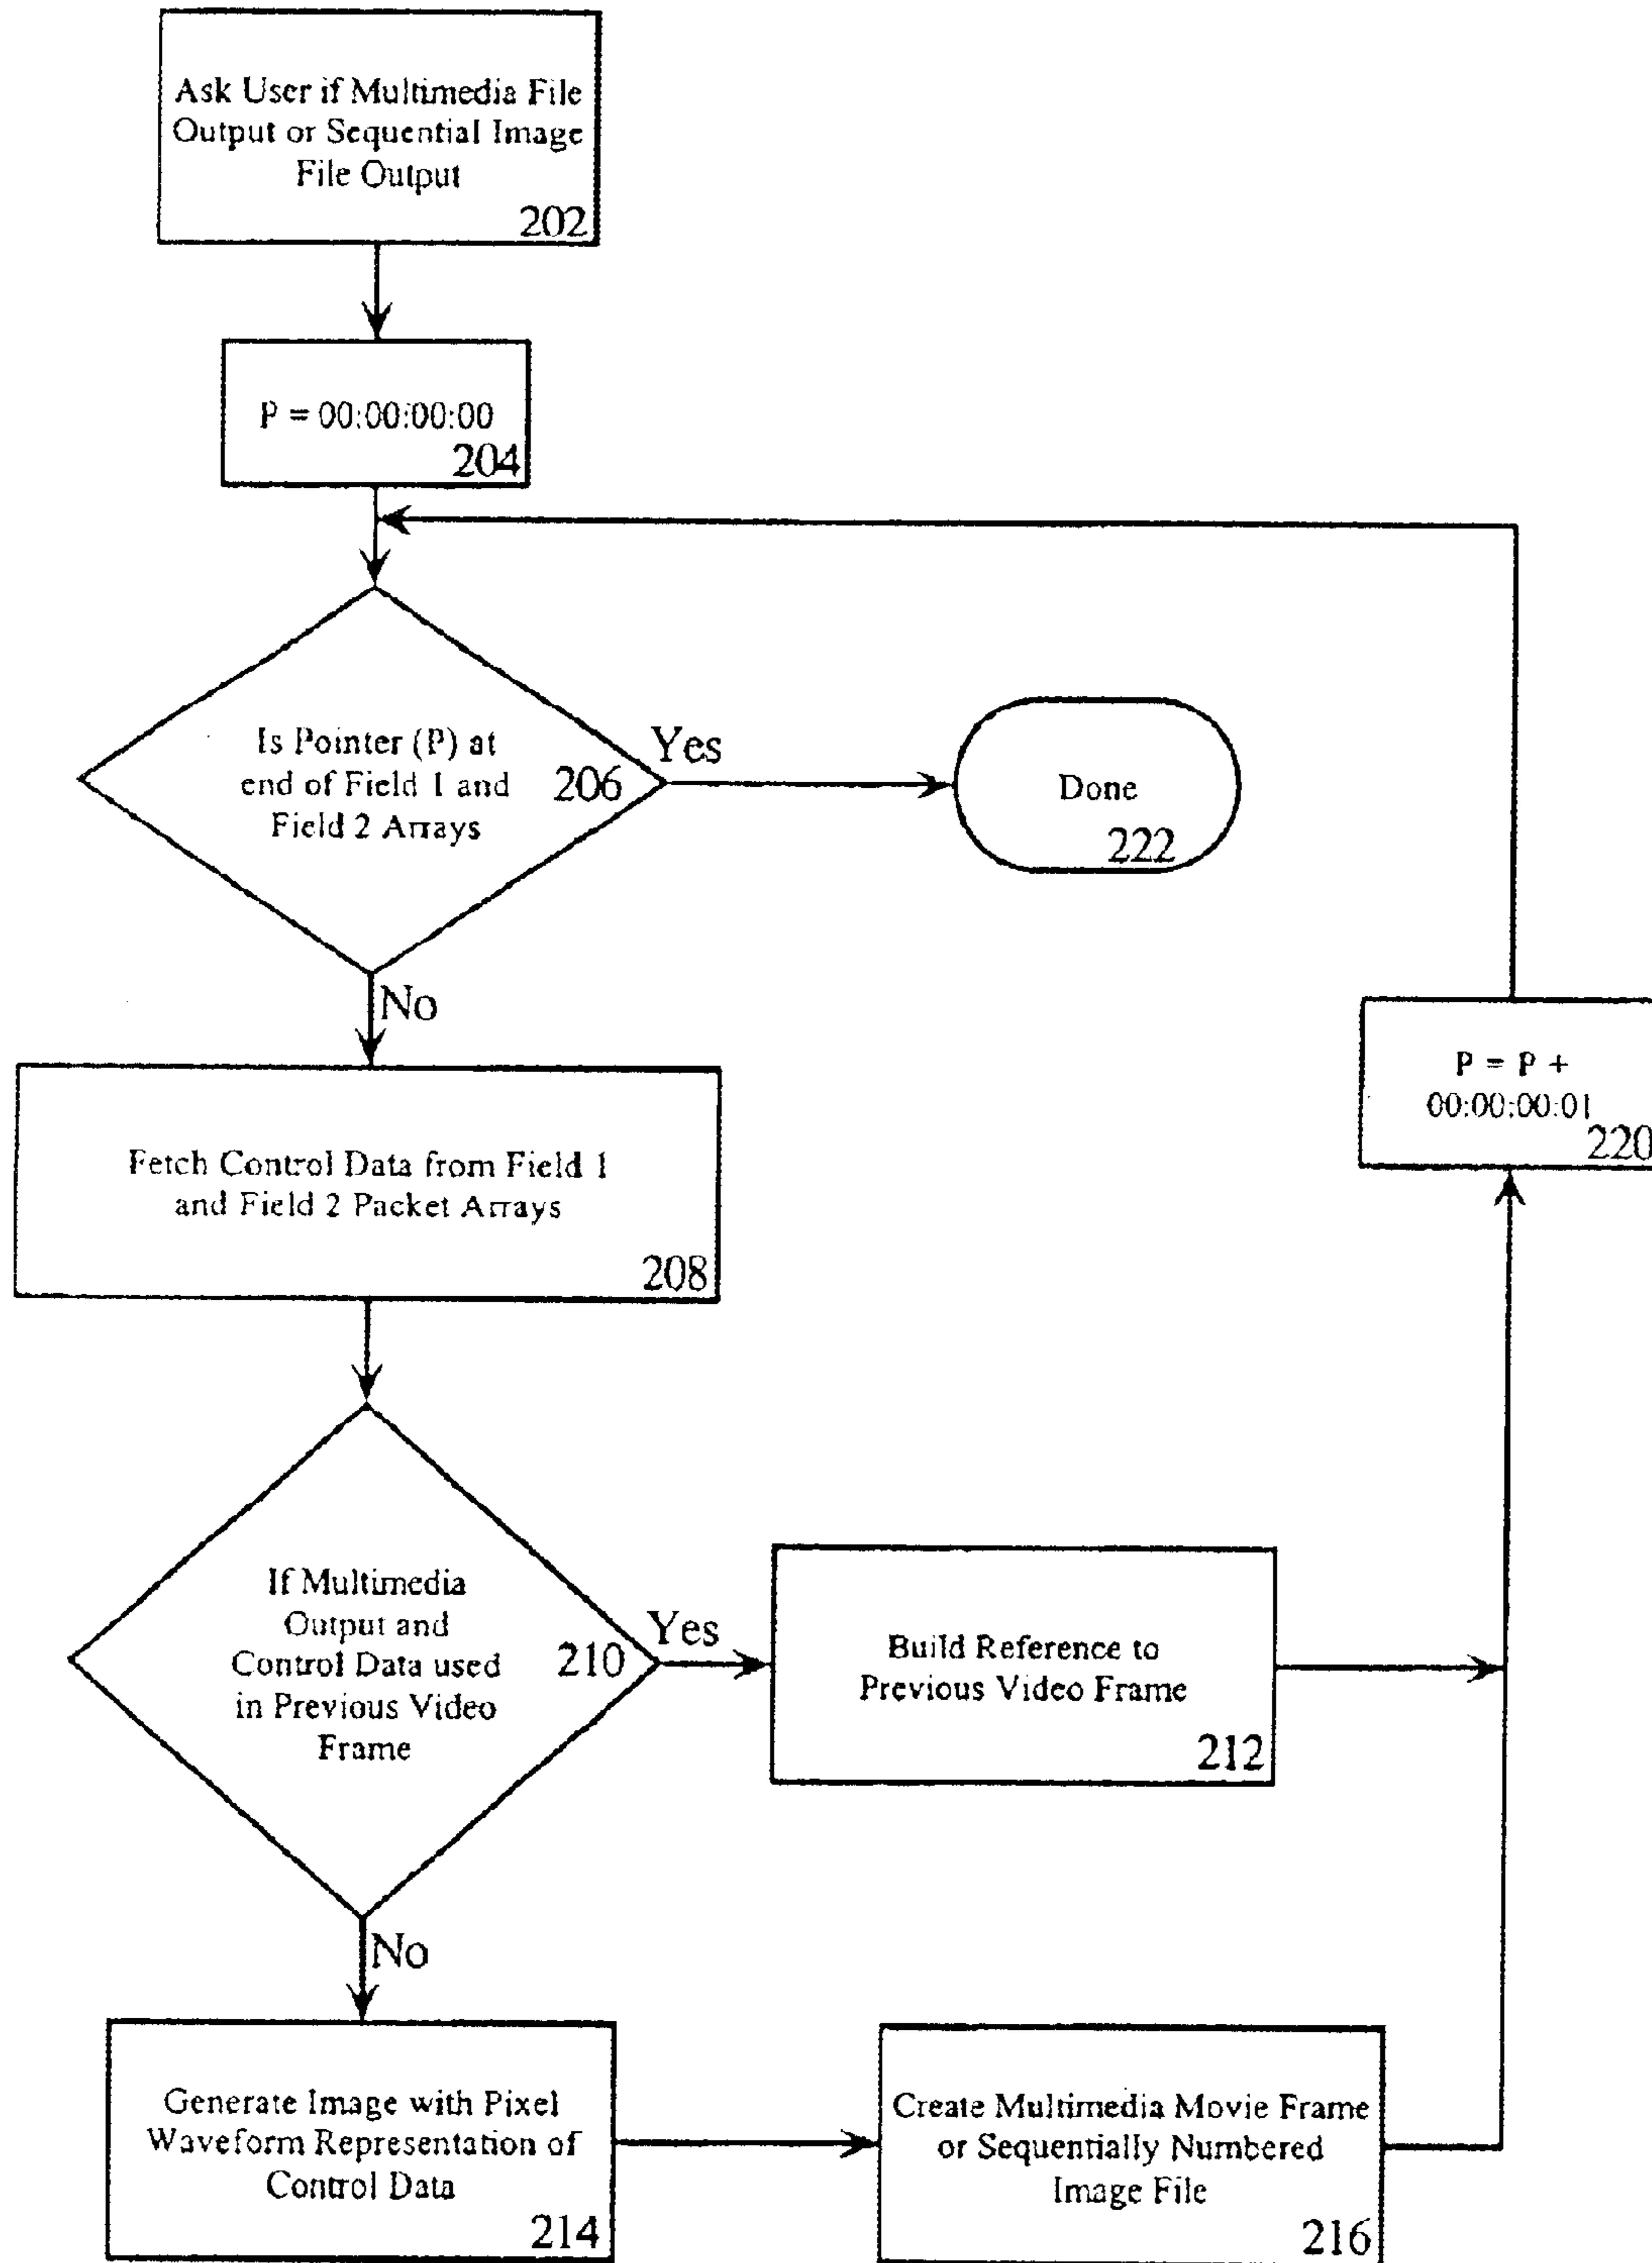 Ask User if Multimedia File
Output or Sequential Image
File Output
202
P = 00:00:00:00
204
Is Pointer (P) at
end of Field 1 and
Field 2 Arrays
206
Yes
Done
222
No
Fetch Control Data from Field 1
and Field 2 Packet Arrays
208
P = P +
00:00:00:01
220
If Multimedia
Output and
Control Data used
in Previous Video
Frame
210
Yes
Build Reference to
Previous Video Frame
212
No
Generate Image with Pixel
Waveform Representation of
Control Data
214
Create Multimedia Movie Frame
or Sequentially Numbered
Image File
216